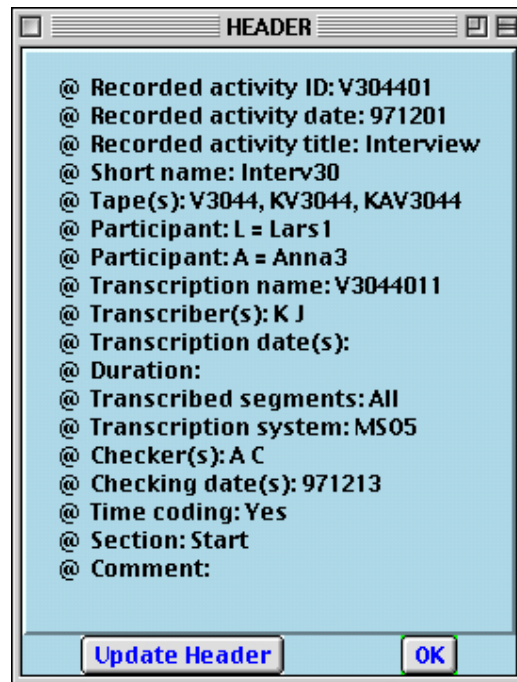 HEADER
@ Recorded activity ID: V304401
@ Recorded activity date: 971201
@ Recorded activity title: Interview
@ Short name: Interv30
@ Tape(s): V3044, KV3044, KAV3044
@ Participant: L = Lars1
@ Participant: A = Anna3
@ Transcription name: V3044011
@ Transcriber(s): K J
@ Transcription date(s):
@ Duration:
@ Transcribed segments: All
@ Transcription system: MSO5
@ Checker(s): A C
@ Checking date(s): 971213
@ Time coding: Yes
@ Section: Start
@ Comment:
Update Header OK